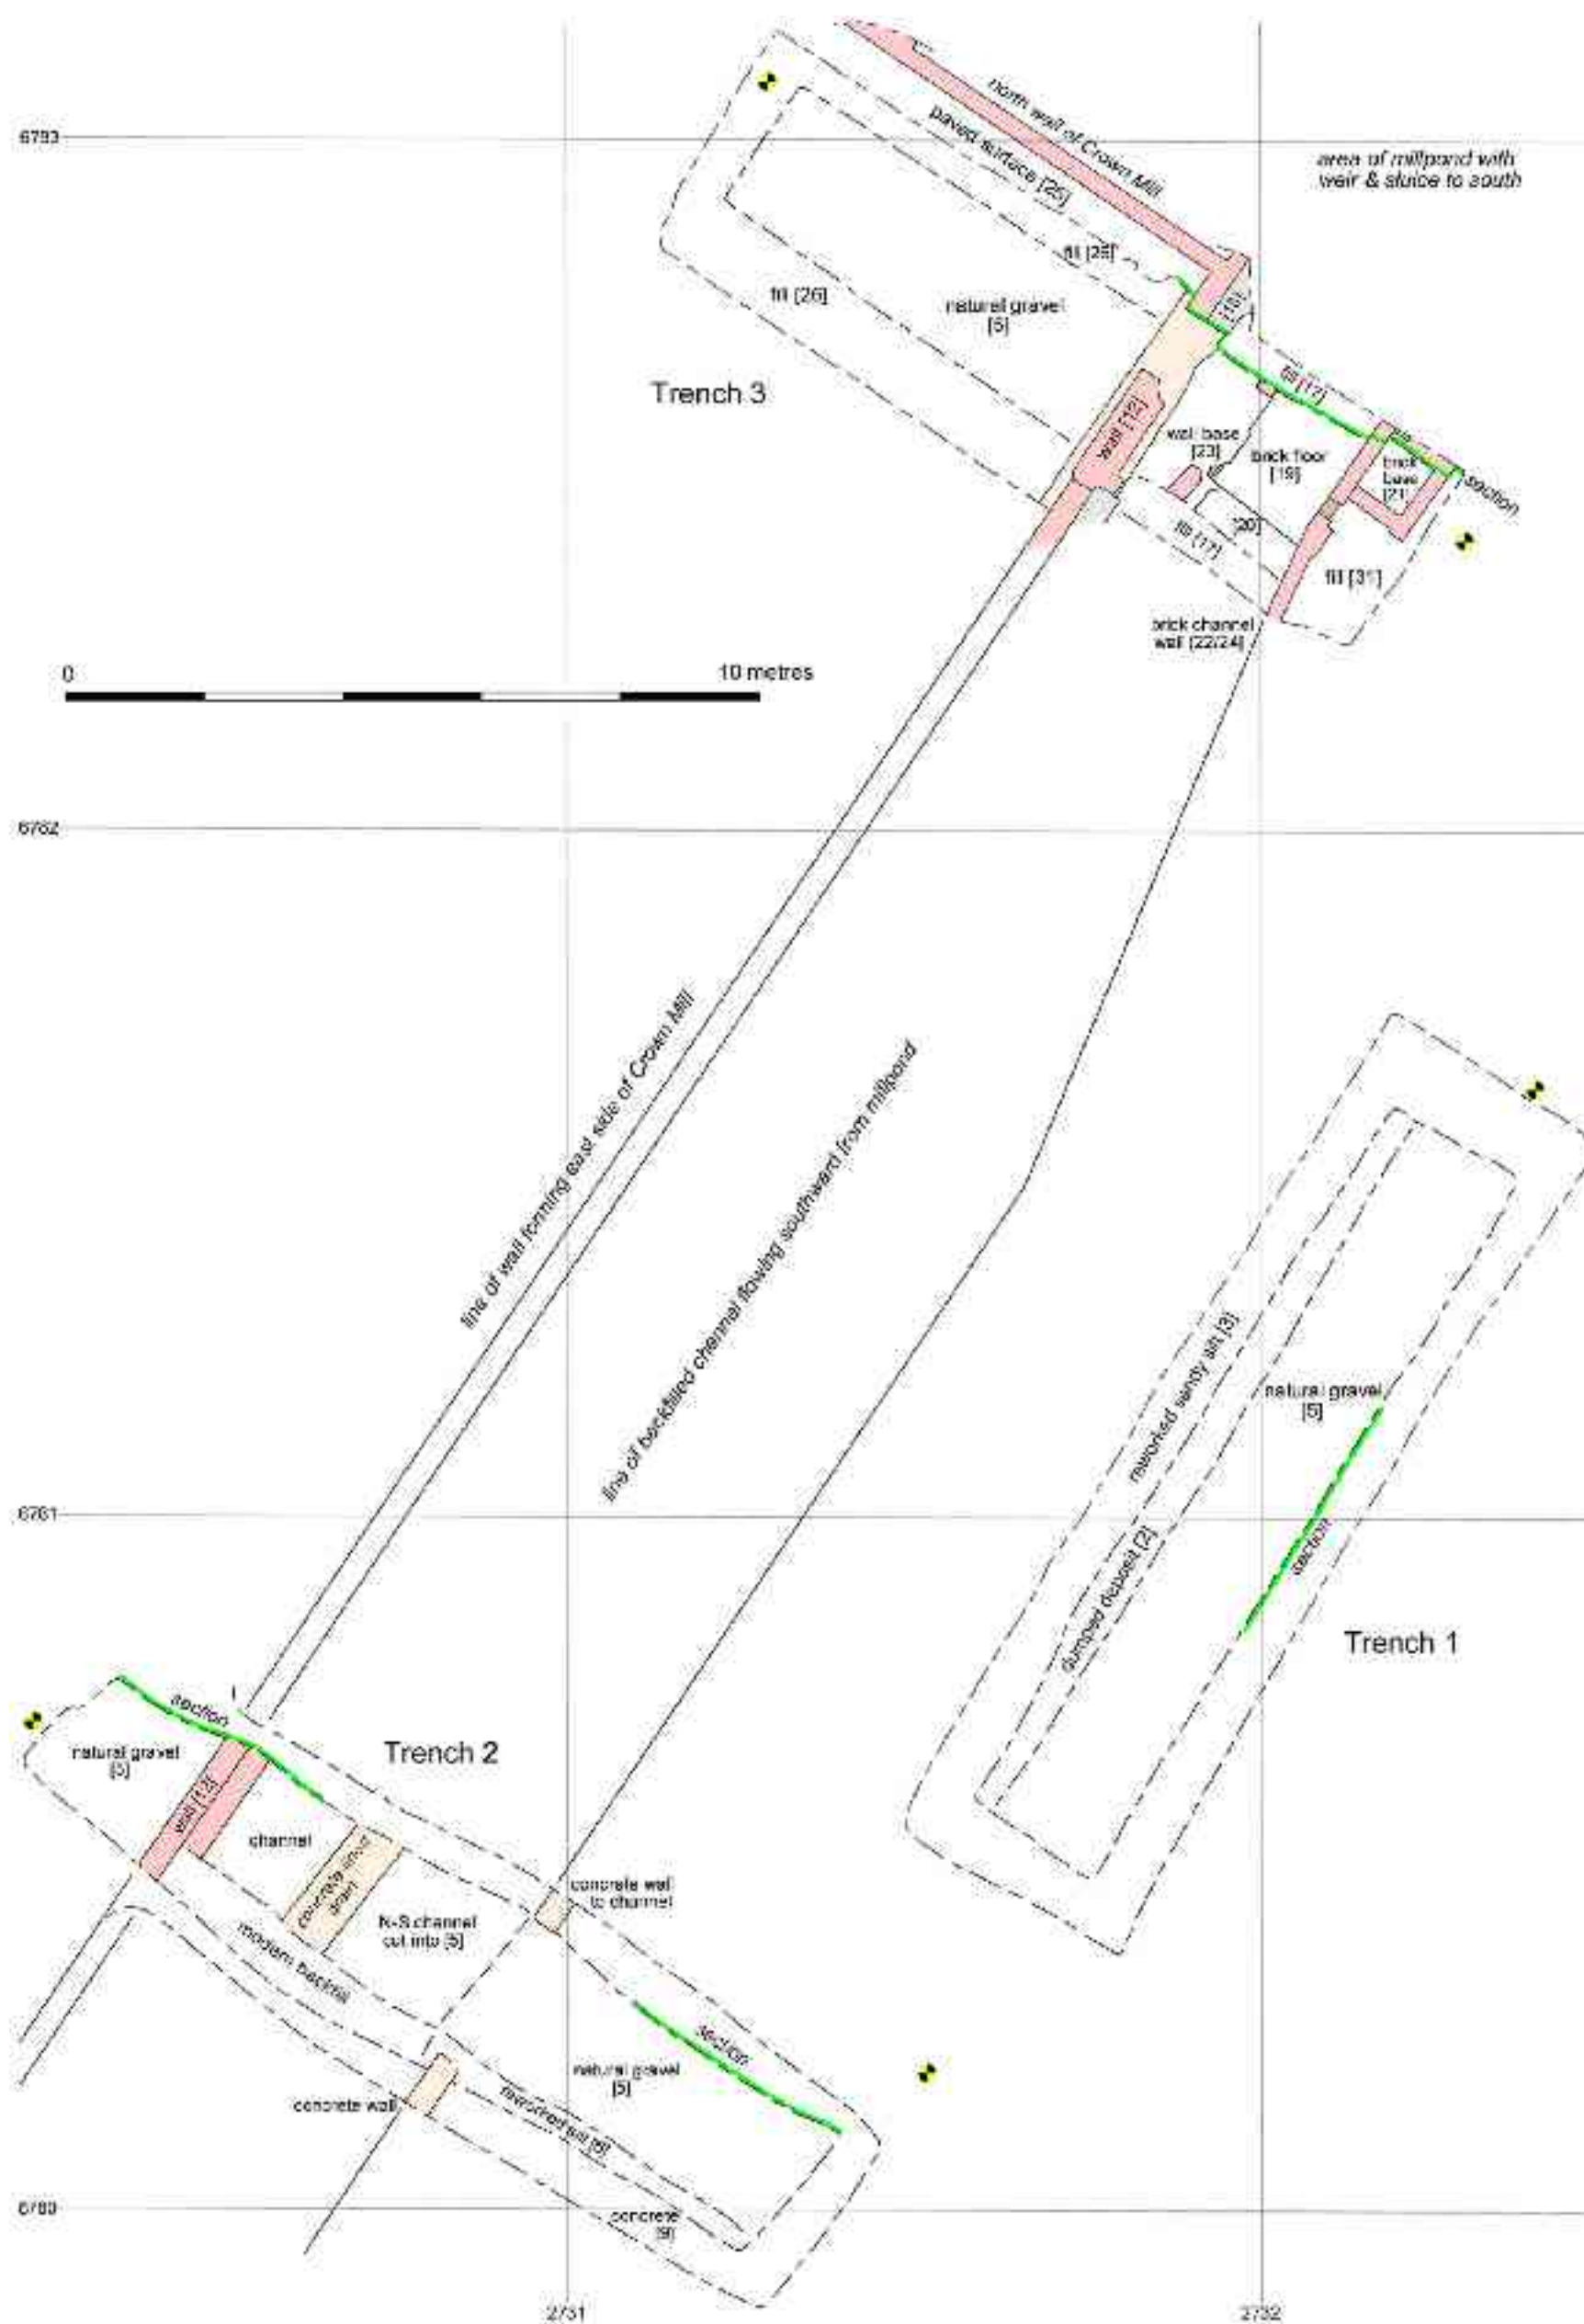 north wall of Crown Mill
6783
paved surface [25]
area of millpond with
weir & sluice to south
fill [26]
natural gravel
[5]
Trench 3
fill [17]
wall [12]
wall base
[23]
brick floor
[19]
brick
base
[21]
section
[20]
fill [17]
fill [31]
brick channel
wall [22/24]
0
10 metres
6782
line of wall forming east side of Crown Mill
line of backfilled channel flowing southward from millpond
reworked sandy silt [3]
natural gravel
[5]
6781
section
dumped deposit [2]
Trench 1
section
Trench 2
natural gravel
[5]
wall [12]
channel
concrete wall
to channel
N-S channel
cut into [5]
modern backfill
section
natural gravel
[5]
concrete wall
6780
concrete
[9]
2731
2732